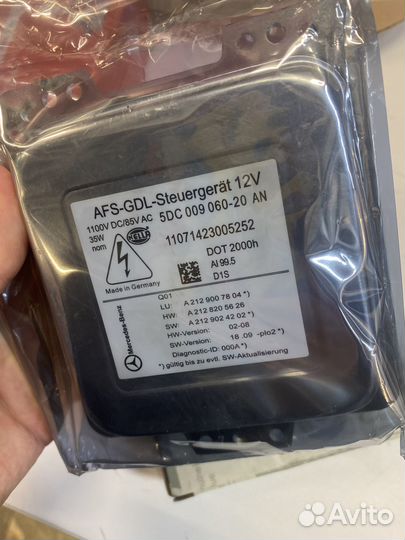 AFS-GDL-Steuergerät 12V
1100V DC/85V AC 5DC 009 060-20 AN
35W
nom
HELLA
11071423005252
DOT 2000h
AI 99.5
D1S
Made in Germany
Q01
LU: A 212 900 78 04 *)
HW: A 212 820 56 26
SW: A 212 902 42 02 *)
HW-Version: 02-08
SW-Version: 18 .09 -plo2 *)
Diagnostic-ID: 000A *)
*) gültig bis zu evtl. SW-Aktualisierung
Mercedes-Benz
Avito